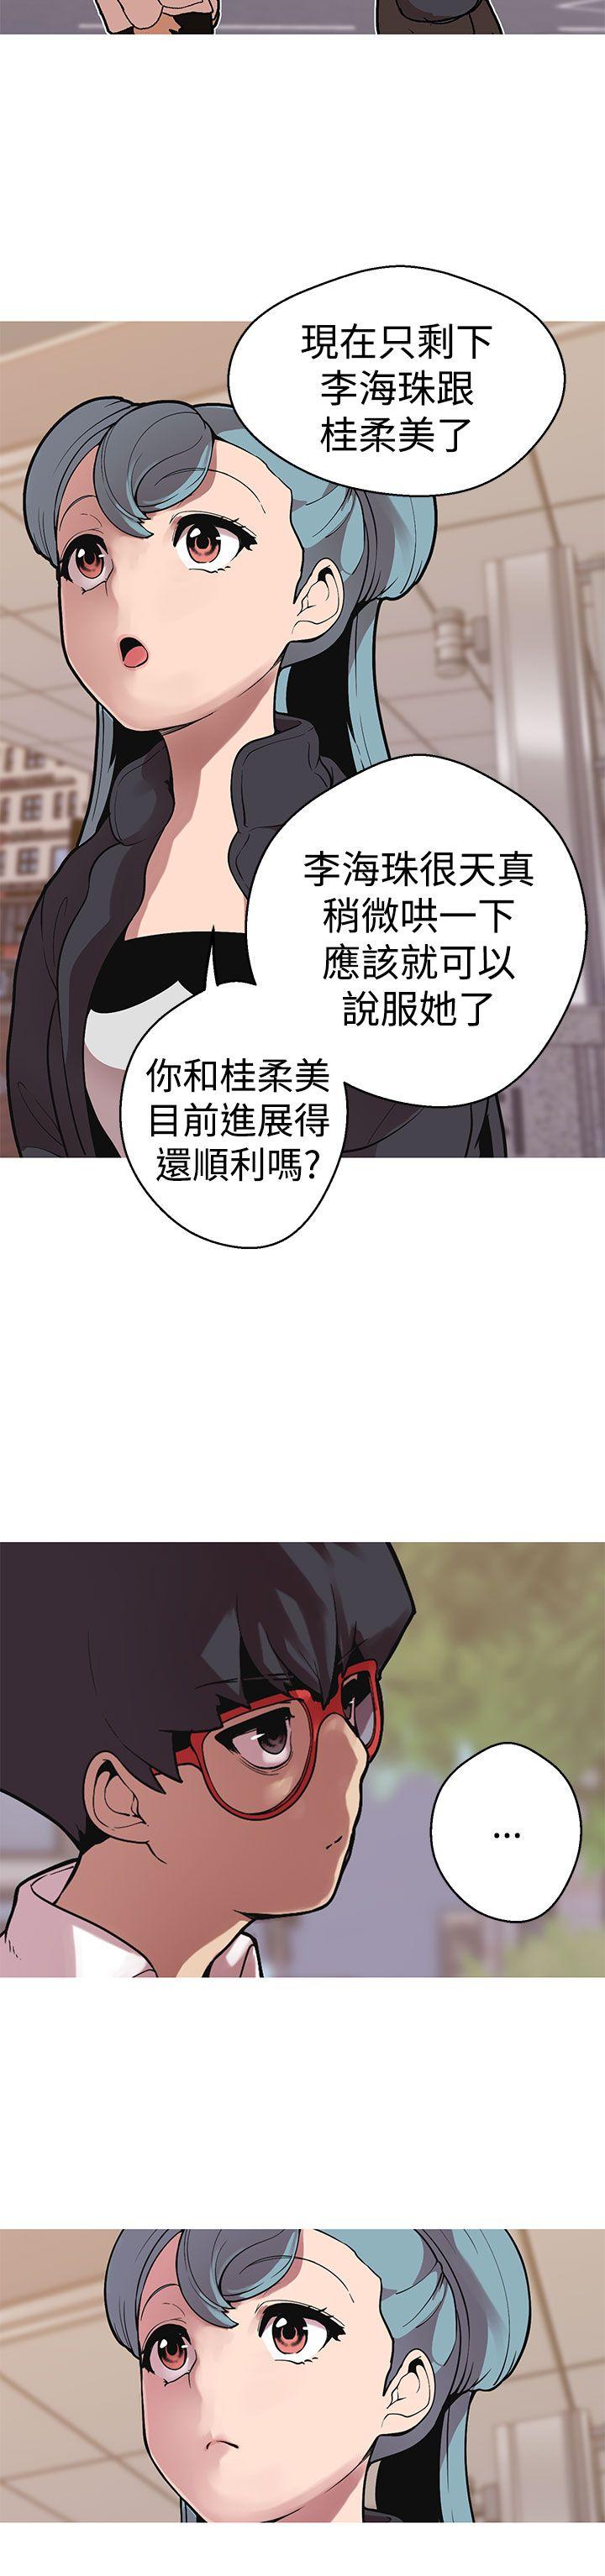 現在只剩下
李海珠跟
桂柔美了
李海珠很天真
稍微哄一下
應該就可以
說服她了
你和桂柔美
目前進展得
還順利嗎?
...